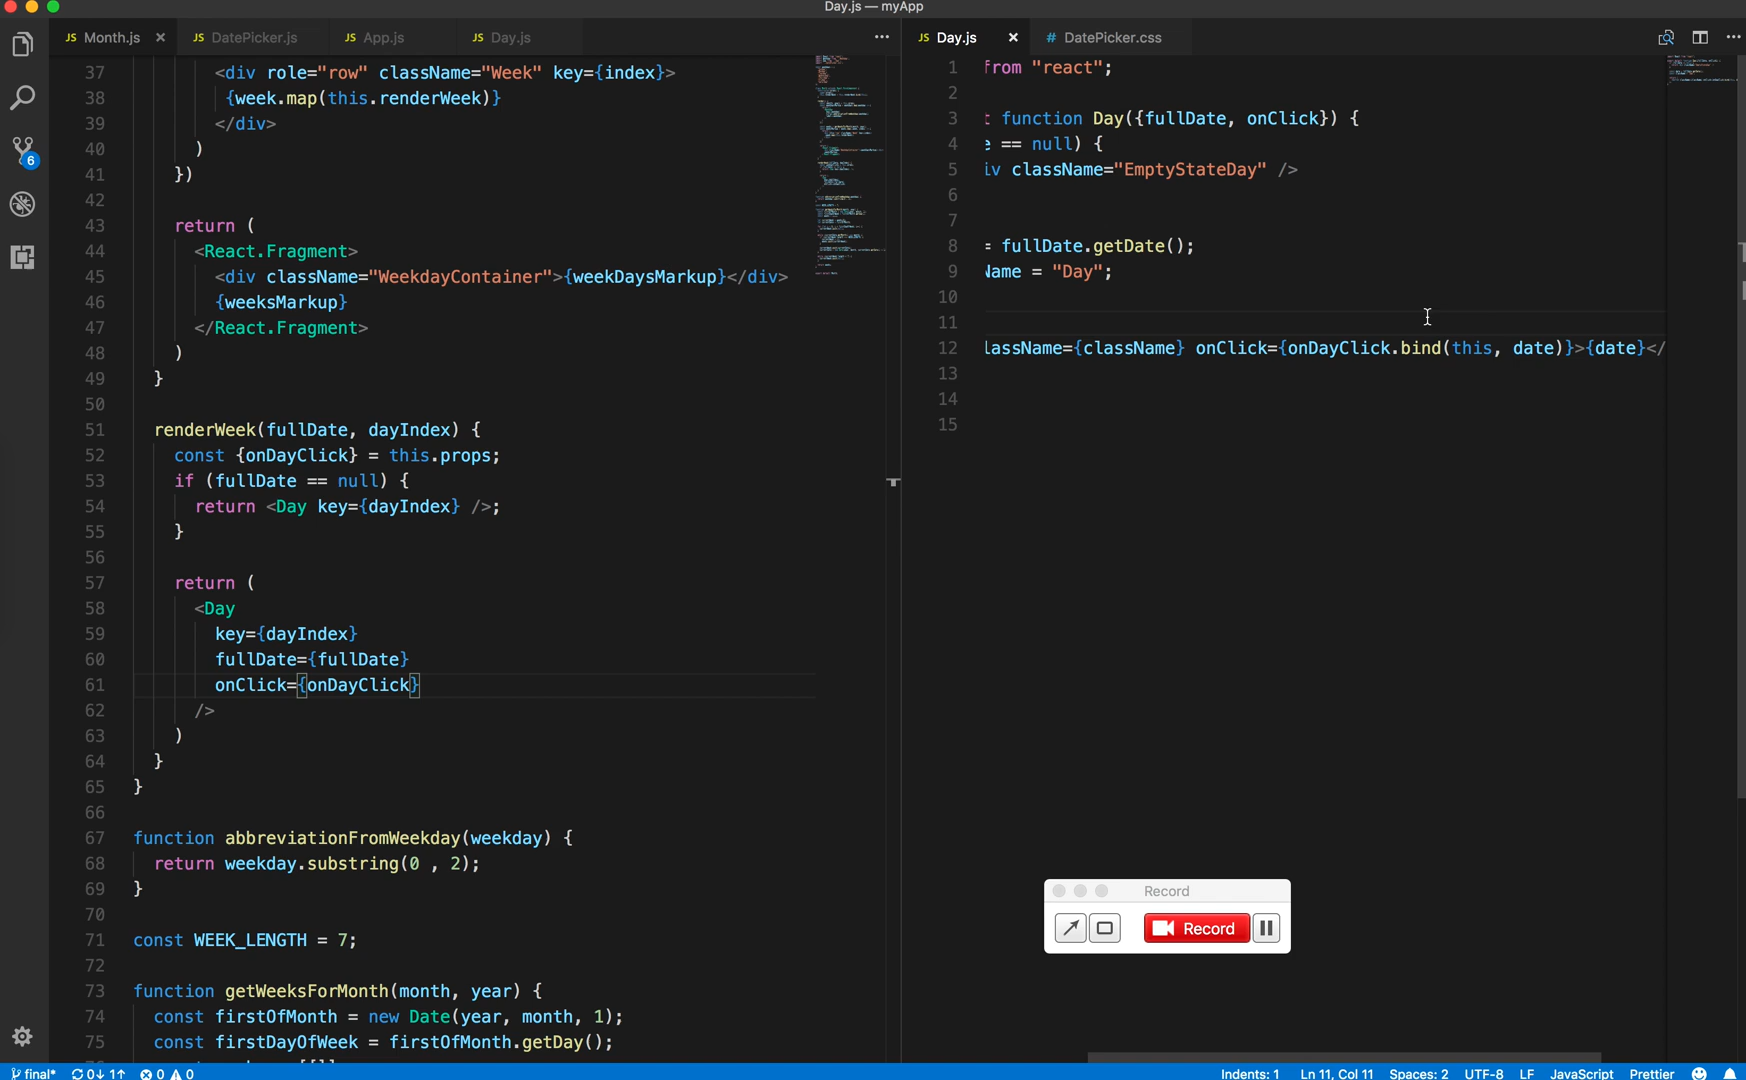 Day.js — myApp
JS Month.js × JS DatePicker.js JS App.js JS Day.js ···
37 <div role="row" className="Week" key={index}>
38 {week.map(this.renderWeek)}
39 </div>
40 )
41 })
42
43 return (
44 <React.Fragment>
45 <div className="WeekdayContainer">{weekDaysMarkup}</div>
46 {weeksMarkup}
47 </React.Fragment>
48 )
49 }
50
51 renderWeek(fullDate, dayIndex) {
52 const {onDayClick} = this.props;
53 if (fullDate == null) {
54 return <Day key={dayIndex} />;
55 }
56
57 return (
58 <Day
59 key={dayIndex}
60 fullDate={fullDate}
61 onClick={onDayClick}
62 />
63 )
64 }
65 }
66
67 function abbreviationFromWeekday(weekday) {
68 return weekday.substring(0 , 2);
69 }
70
71 const WEEK_LENGTH = 7;
72
73 function getWeeksForMonth(month, year) {
74 const firstOfMonth = new Date(year, month, 1);
75 const firstDayOfWeek = firstOfMonth.getDay();
JS Day.js × # DatePicker.css ···
1 from "react";
2
3 t function Day({fullDate, onClick}) {
4 e == null) {
5 iv className="EmptyStateDay" />
6
7
8 = fullDate.getDate();
9 Name = "Day";
10
11
12 lassName={className} onClick={onDayClick.bind(this, date)}>{date}</
13
14
15
6
Record
Record
final* 0↓ 1↑ 0 0 Indents: 1 Ln 11, Col 11 Spaces: 2 UTF-8 LF JavaScript Prettier